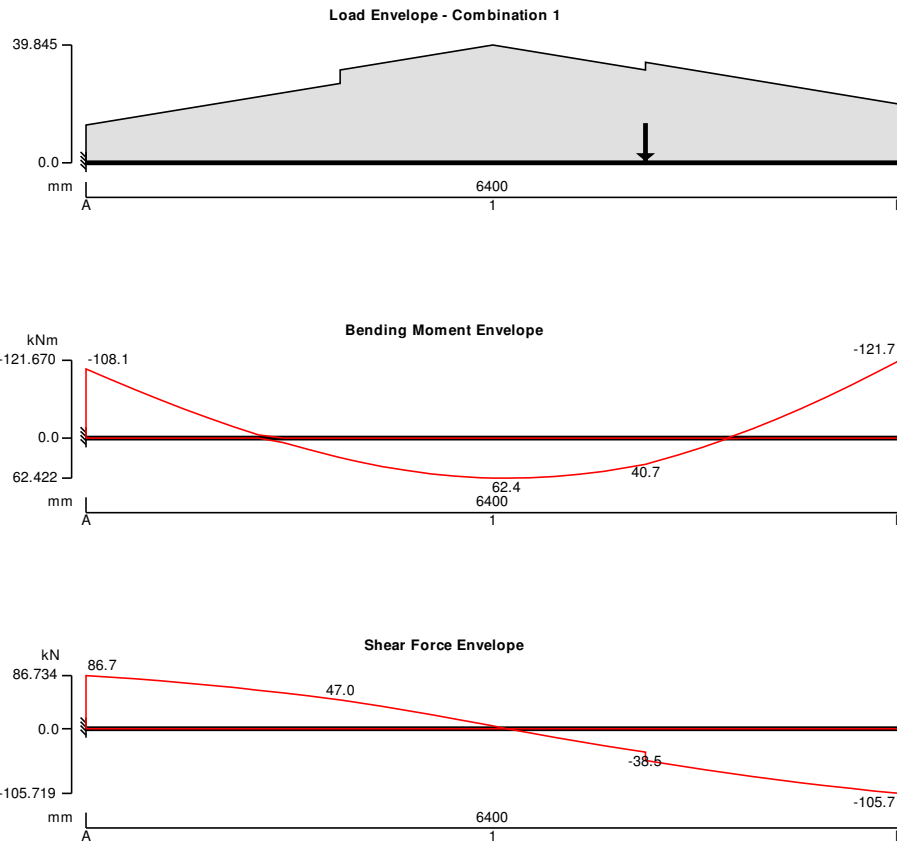 Load Envelope - Combination 1
39.845
0.0
mm
6400
A
1
Bending Moment Envelope
kNm
-121.670
-108.1
-121.7
0.0
62.422
40.7
62.4
mm
6400
A
1
Shear Force Envelope
kN
86.734
86.7
47.0
0.0
-38.5
-105.719
-105.7
mm
6400
A
1